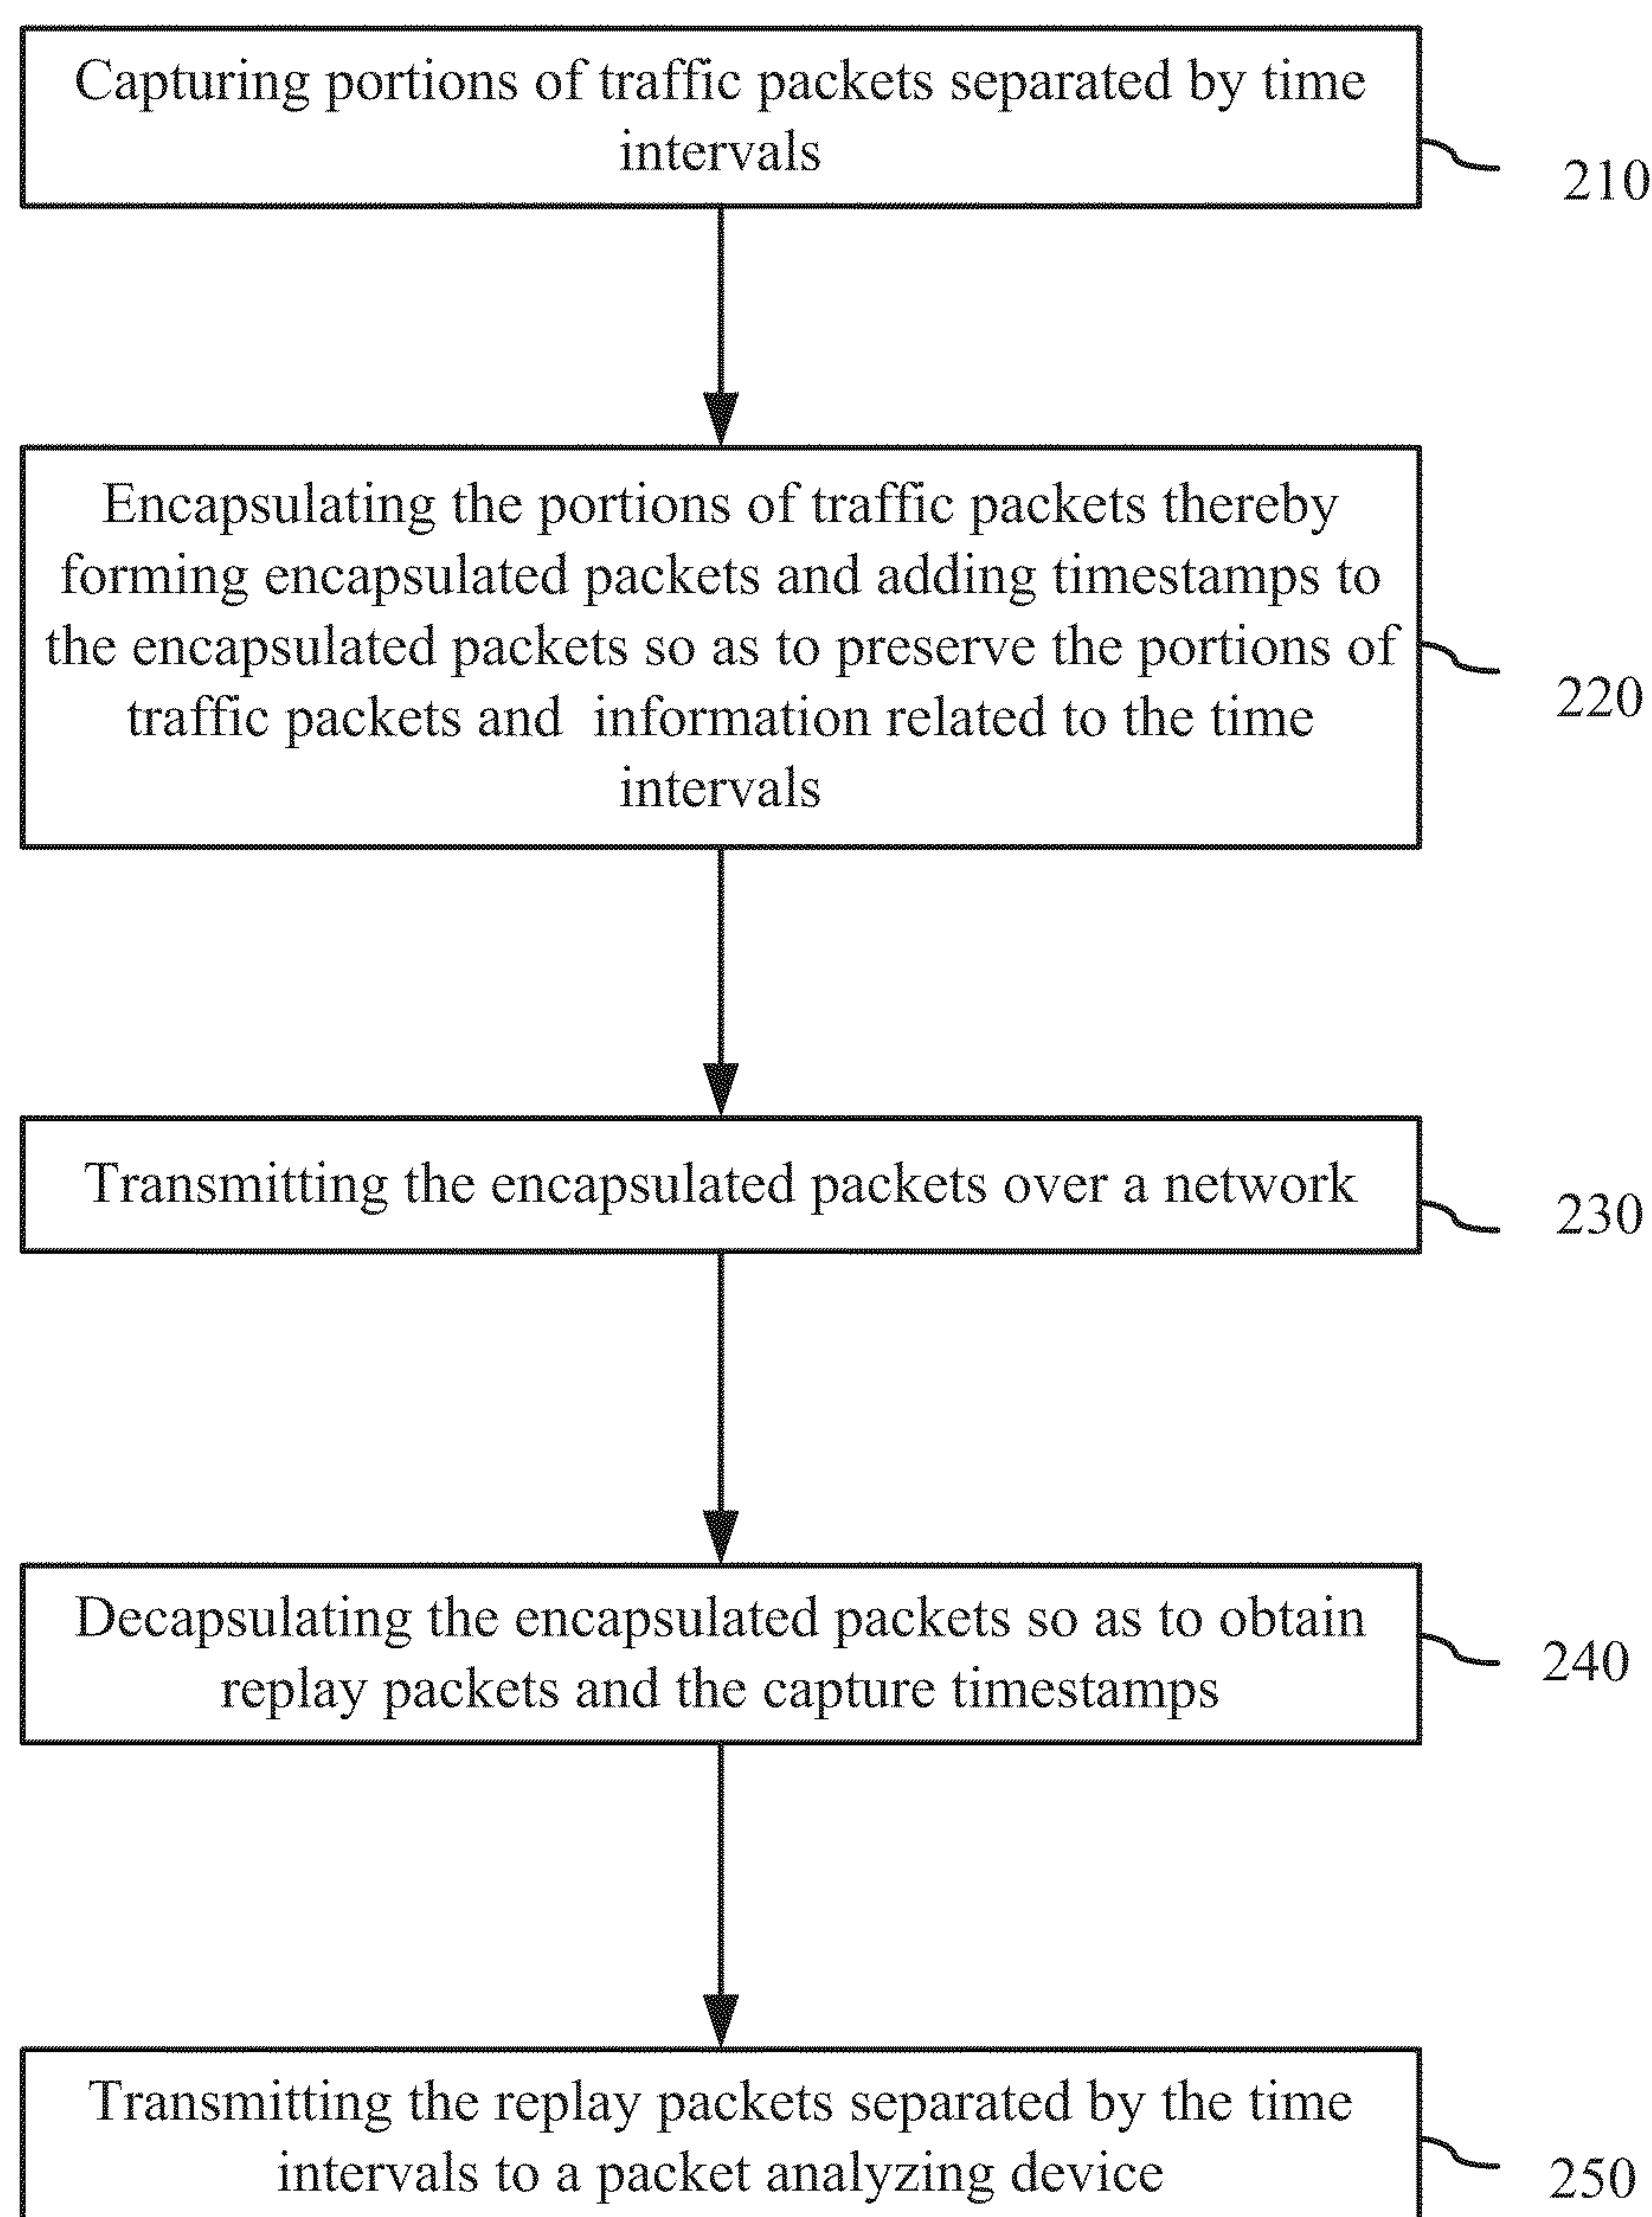 Capturing portions of traffic packets separated by time
intervals
210
Encapsulating the portions of traffic packets thereby
forming encapsulated packets and adding timestamps to
the encapsulated packets so as to preserve the portions of
traffic packets and  information related to the time
intervals
220
Transmitting the encapsulated packets over a network
230
Decapsulating the encapsulated packets so as to obtain
replay packets and the capture timestamps
240
Transmitting the replay packets separated by the time
intervals to a packet analyzing device
250